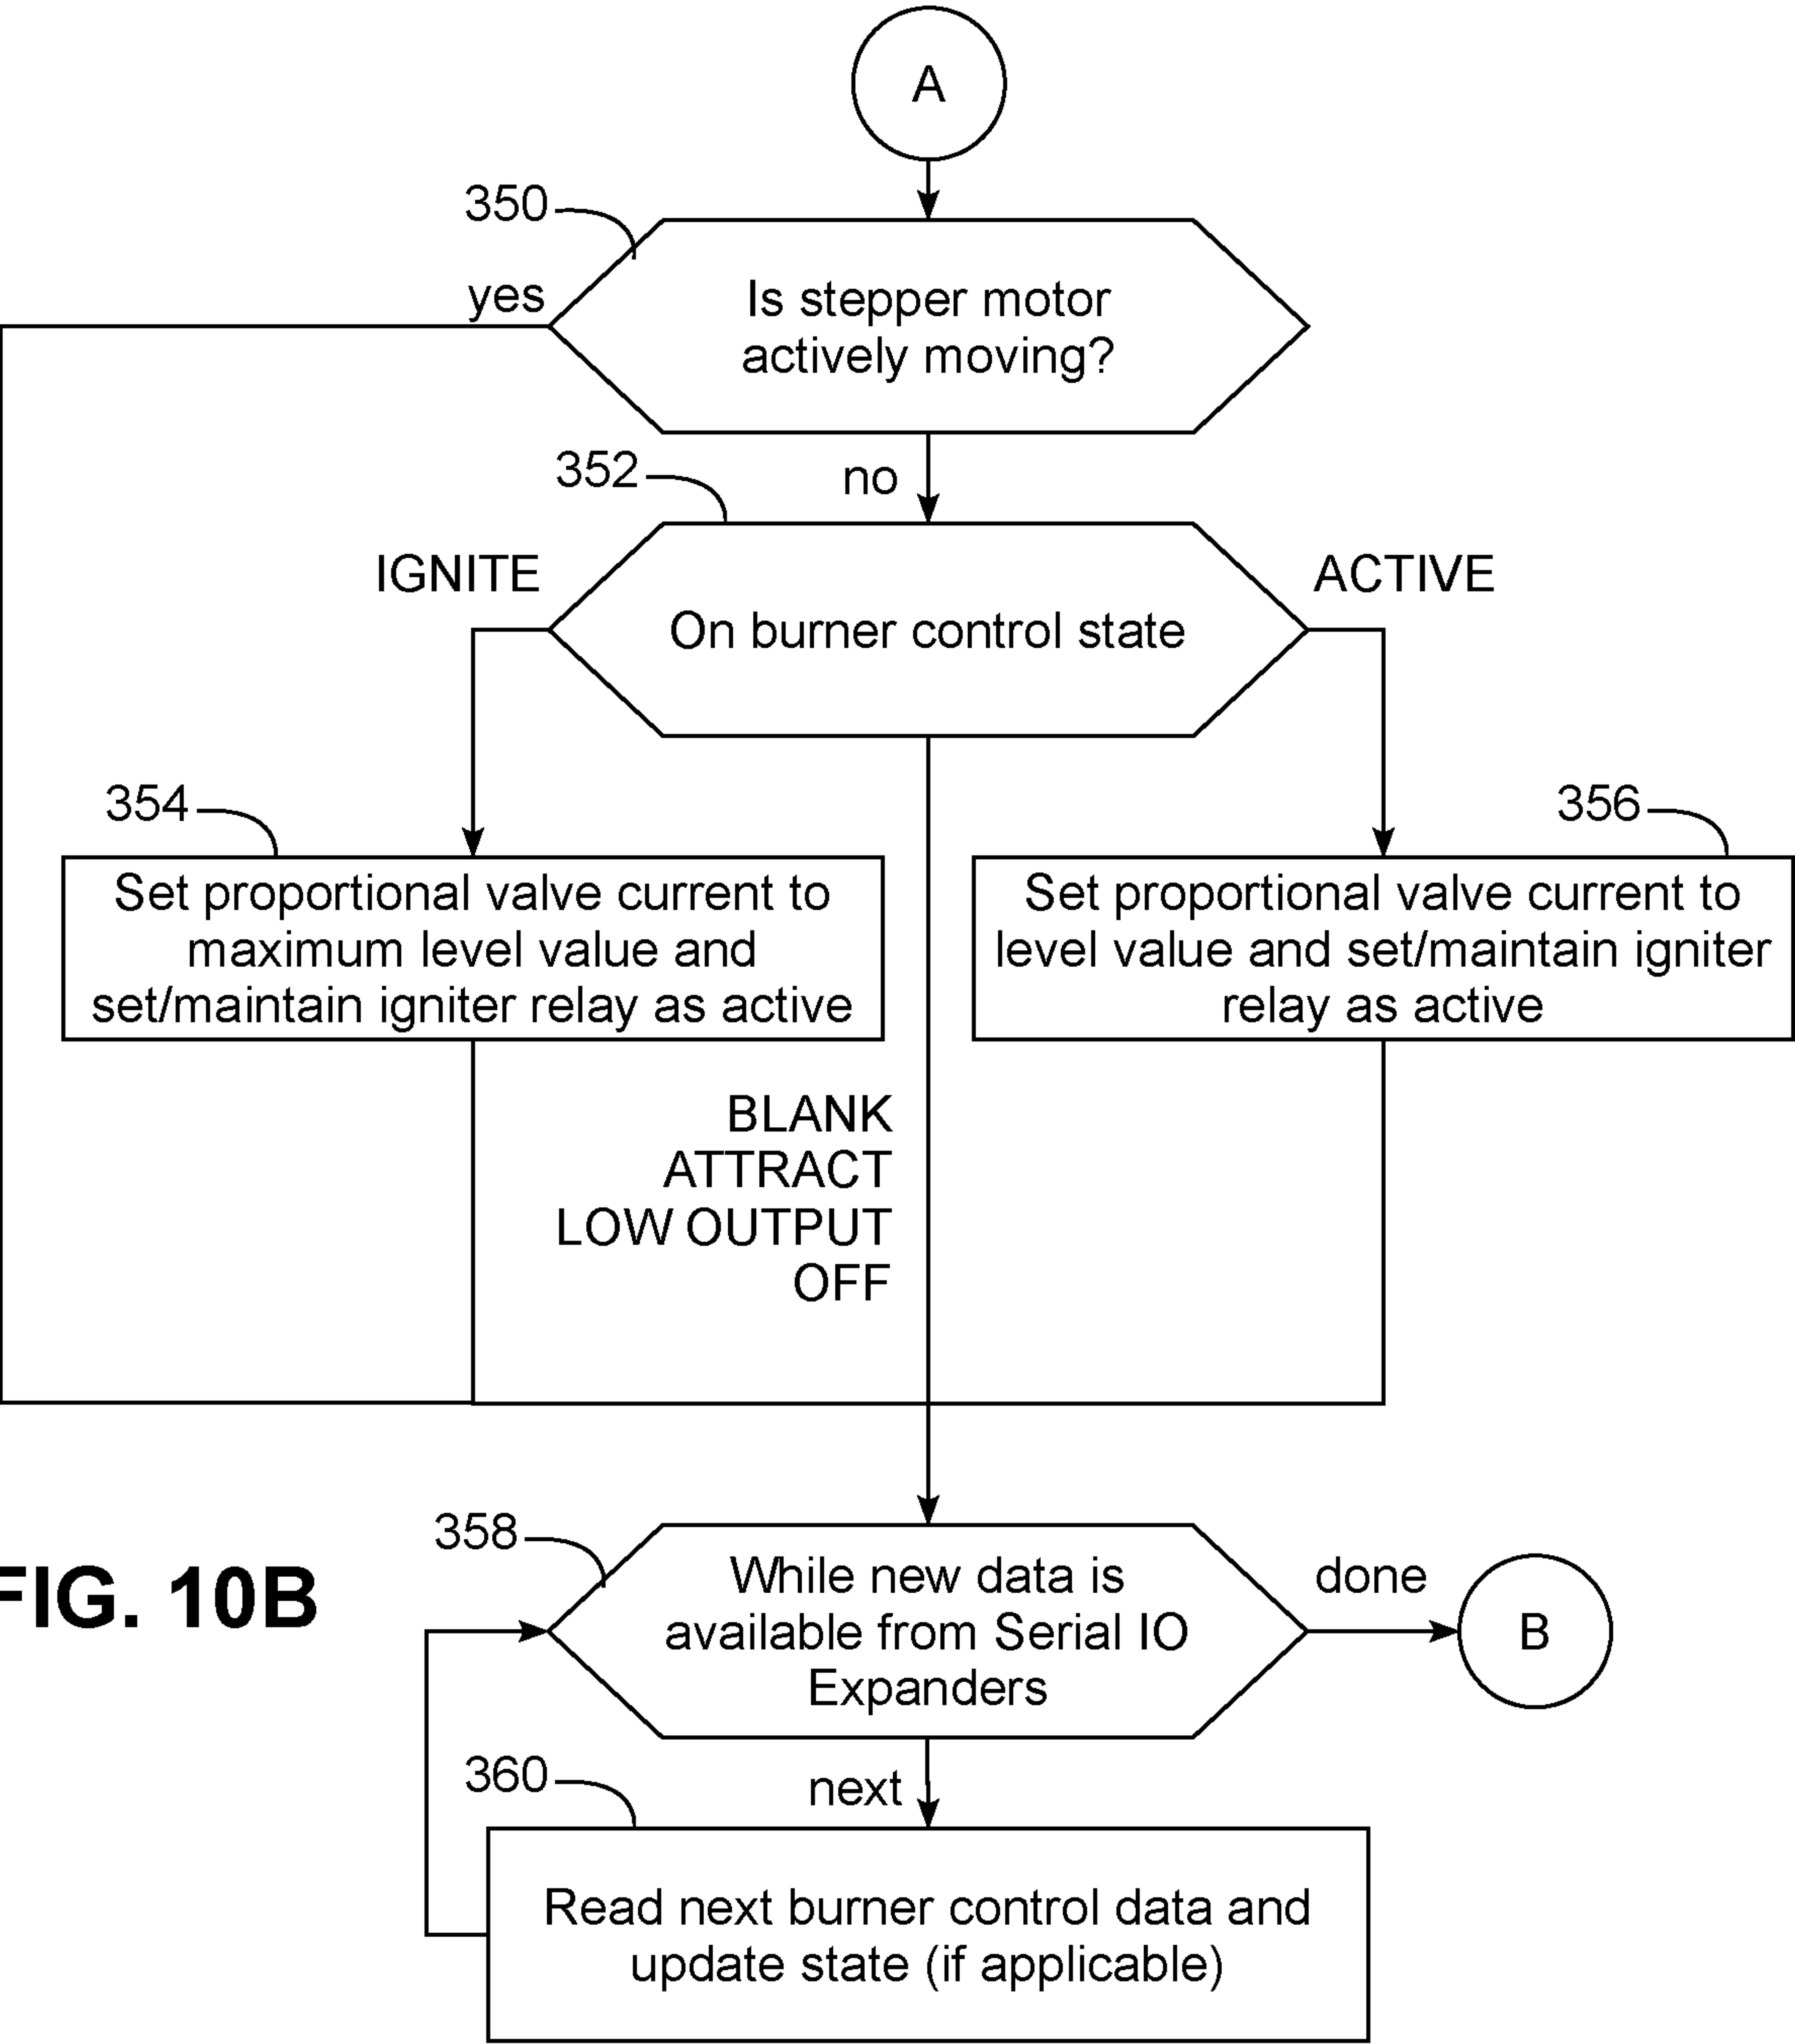 A
350
yes
Is stepper motor
actively moving?
352
no
IGNITE
ACTIVE
On burner control state
354
356
Set proportional valve current to
maximum level value and
set/maintain igniter relay as active
Set proportional valve current to
level value and set/maintain igniter
relay as active
BLANK
ATTRACT
LOW OUTPUT
OFF
358
While new data is
available from Serial IO
Expanders
done
B
FIG. 10B
360
next
Read next burner control data and
update state (if applicable)